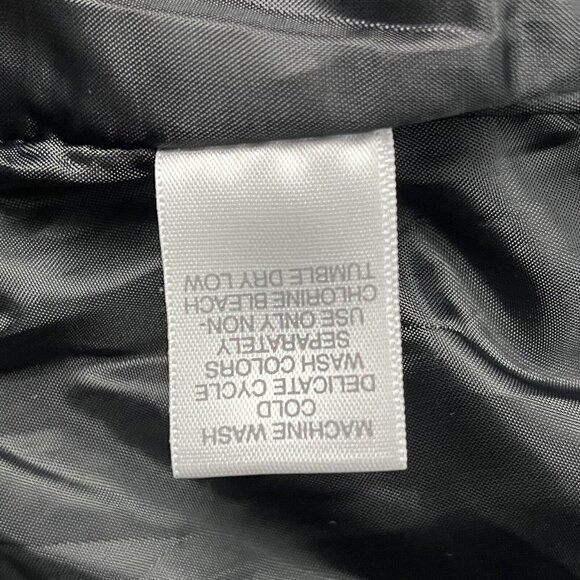 MACHINE WASH
COLD
DELICATE CYCLE
WASH COLORS
SEPARATELY
USE ONLY NON-
CHLORINE BLEACH
TUMBLE DRY LOW